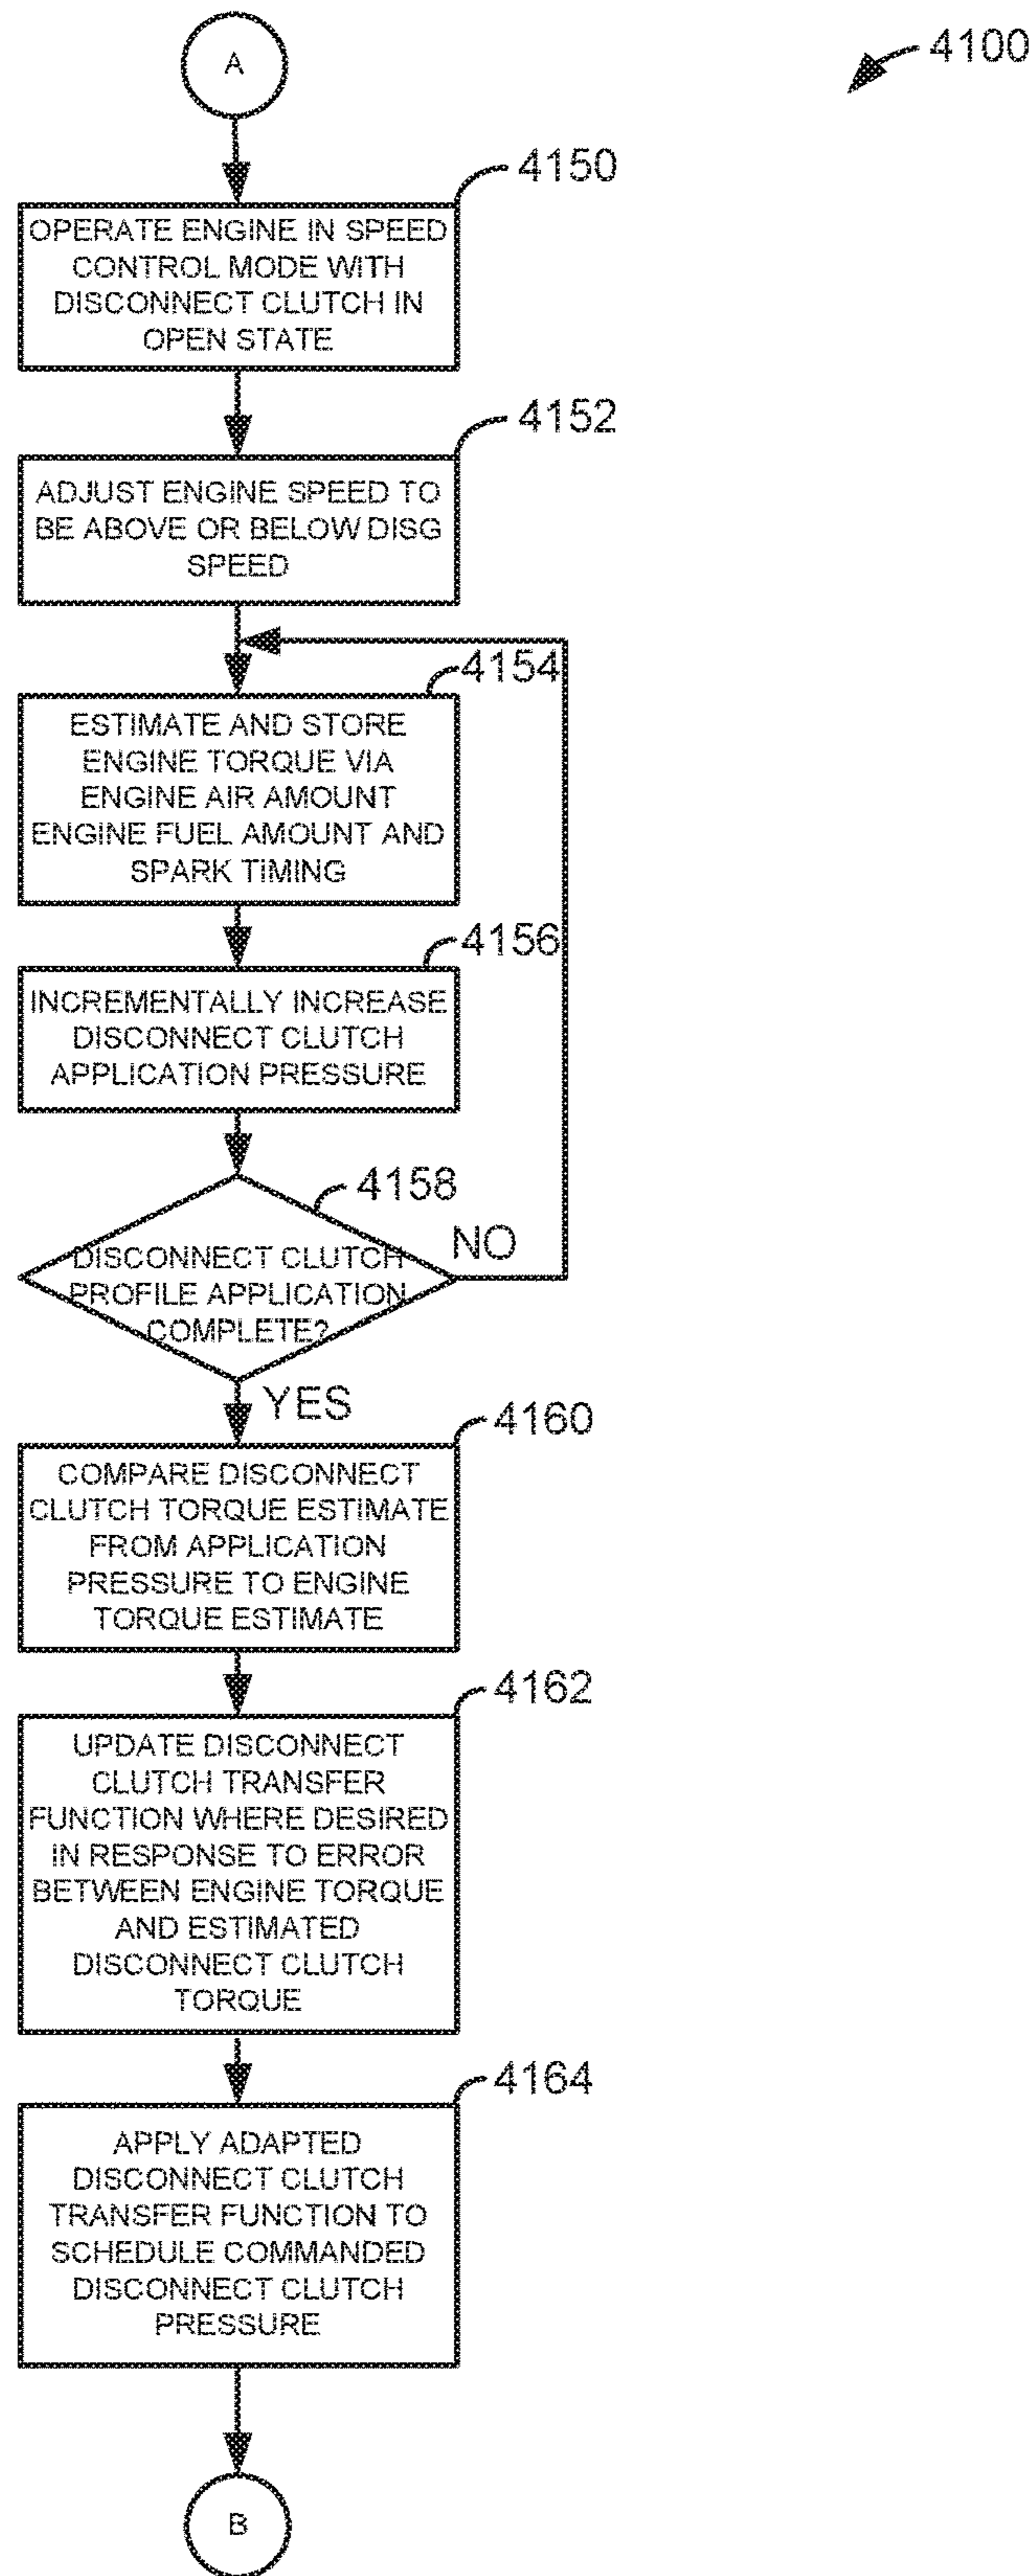 A
4100
4150
OPERATE ENGINE IN SPEED
CONTROL MODE WITH
DISCONNECT CLUTCH IN
OPEN STATE
4152
ADJUST ENGINE SPEED TO
BE ABOVE OR BELOW DISG
SPEED
4154
ESTIMATE AND STORE
ENGINE TORQUE VIA
ENGINE AIR AMOUNT
ENGINE FUEL AMOUNT AND
SPARK TIMING
4156
INCREMENTALLY INCREASE
DISCONNECT CLUTCH
APPLICATION PRESSURE
4158
DISCONNECT CLUTCH
PROFILE APPLICATION
COMPLETE?
NO
YES
4160
COMPARE DISCONNECT
CLUTCH TORQUE ESTIMATE
FROM APPLICATION
PRESSURE TO ENGINE
TORQUE ESTIMATE
4162
UPDATE DISCONNECT
CLUTCH TRANSFER
FUNCTION WHERE DESIRED
IN RESPONSE TO ERROR
BETWEEN ENGINE TORQUE
AND ESTIMATED
DISCONNECT CLUTCH
TORQUE
4164
APPLY ADAPTED
DISCONNECT CLUTCH
TRANSFER FUNCTION TO
SCHEDULE COMMANDED
DISCONNECT CLUTCH
PRESSURE
B